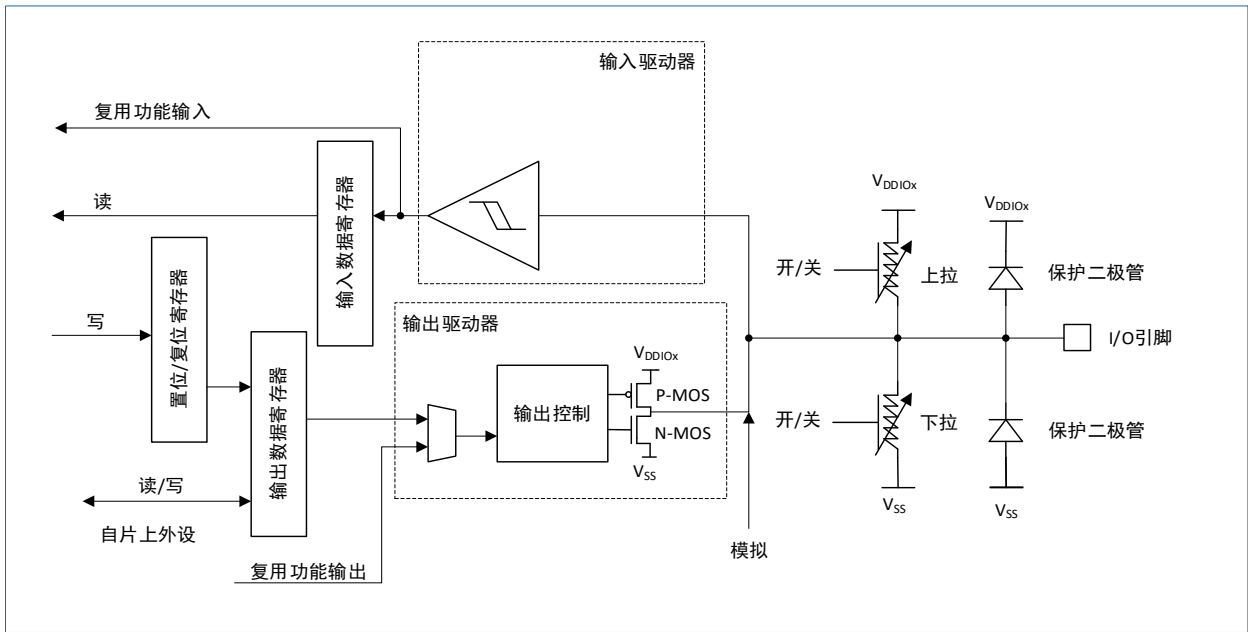 输入驱动器
复用功能输入
读
输入数据寄存器
写
置位/复位寄存器
输出数据寄存器
读/写
自片上外设
复用功能输出
输出驱动器
输出控制
VDDIOx
P-MOS
N-MOS
VSS
模拟
VDDIOx
开/关
上拉
开/关
下拉
VSS
VDDIOx
保护二极管
I/O引脚
保护二极管
VSS